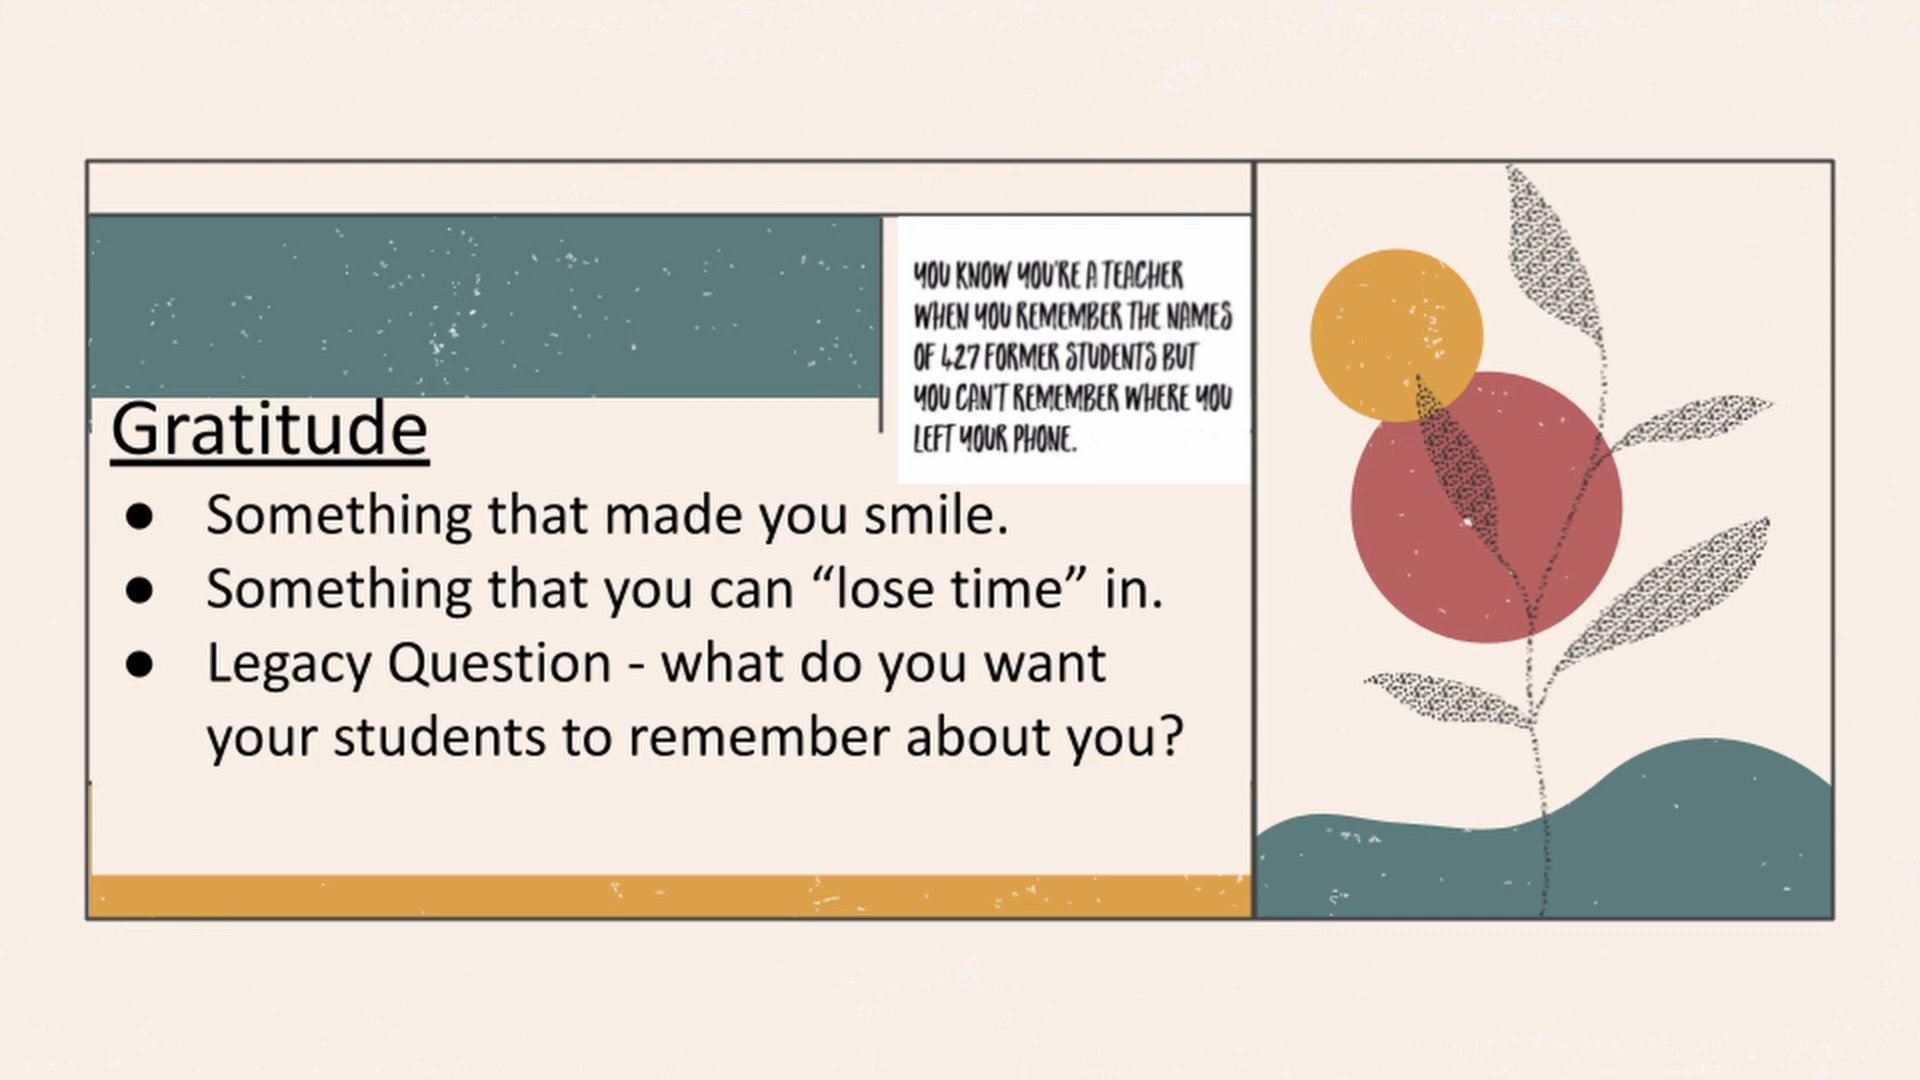 YOU KNOW YOU'RE A TEACHER
WHEN YOU REMEMBER THE NAMES
OF 427 FORMER STUDENTS BUT
YOU CAN'T REMEMBER WHERE YOU
LEFT YOUR PHONE.
Gratitude
● Something that made you smile.
● Something that you can “lose time” in.
● Legacy Question - what do you want
your students to remember about you?